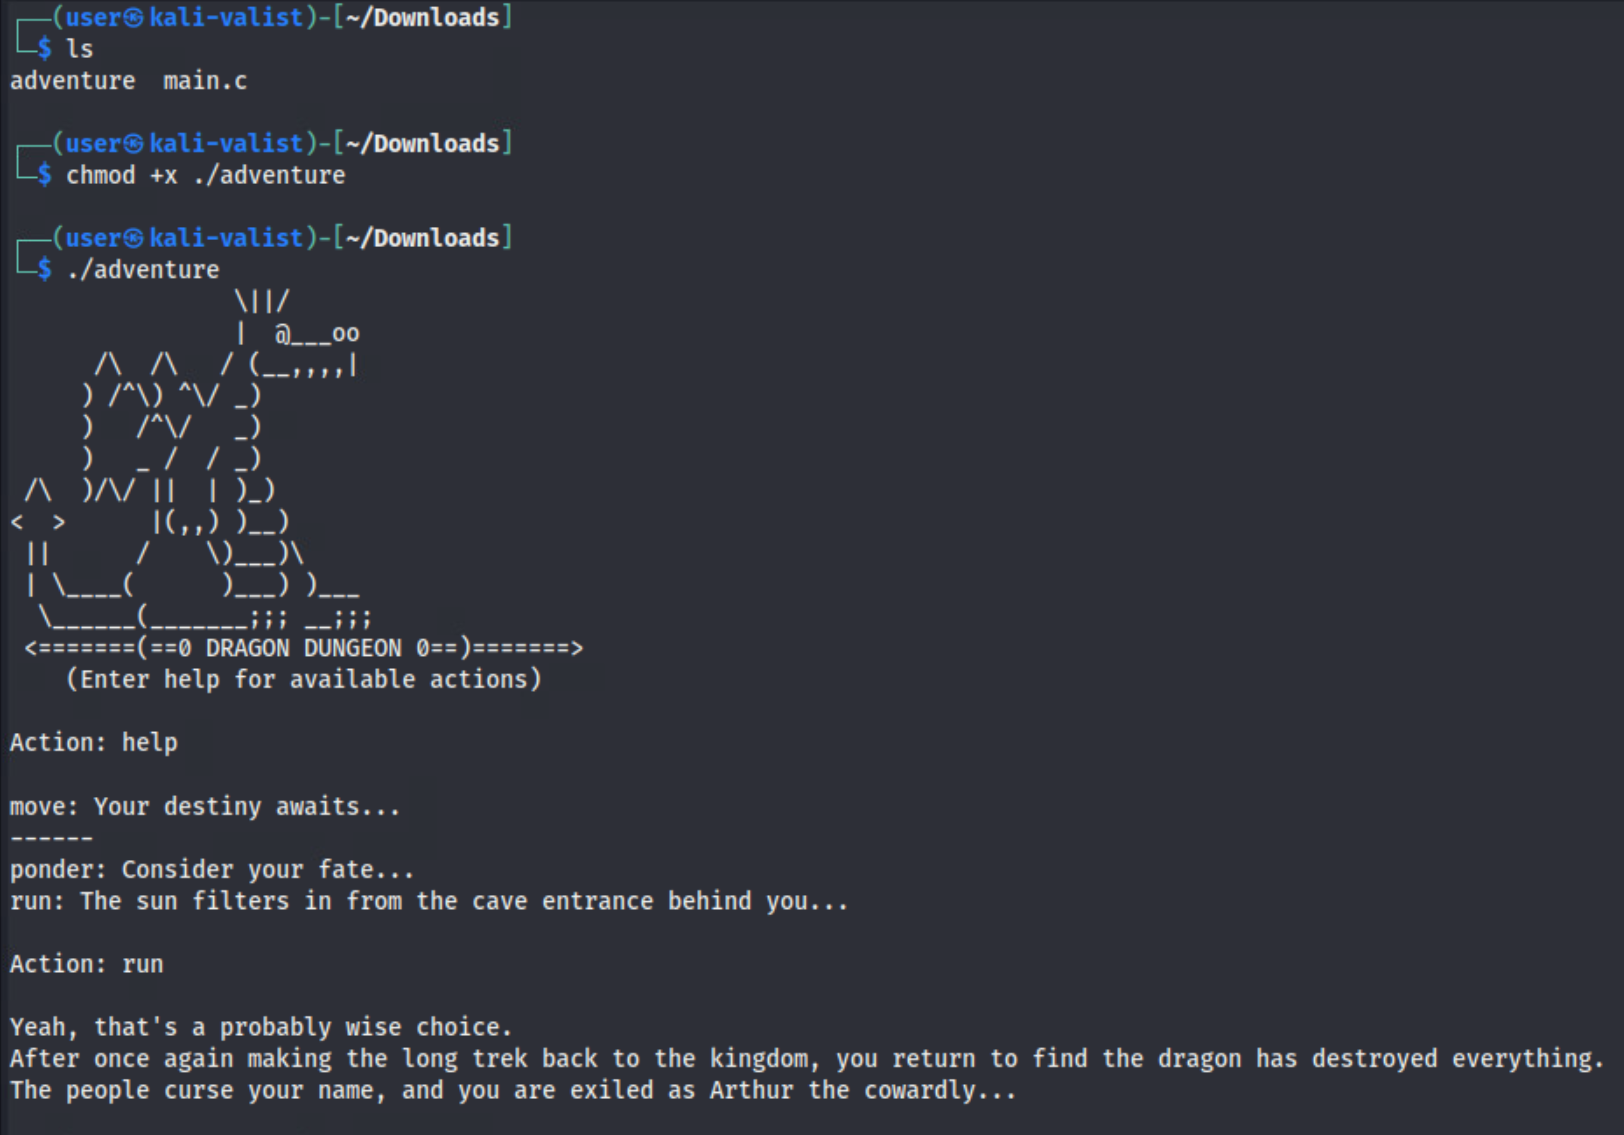 ┌──(user㉿kali-valist)-[~/Downloads]
└─$ ls
adventure  main.c

┌──(user㉿kali-valist)-[~/Downloads]
└─$ chmod +x ./adventure

┌──(user㉿kali-valist)-[~/Downloads]
└─$ ./adventure
                \||/
                |  @___oo
      /\  /\   / (__,,,,|
     ) /^\) ^\/ _)
     )   /^\/   _)
     )   _ /  / _)
 /\  )/\/ ||  | )_)
<  >      |(,,) )__)
 ||      /    \)___)\
 | \____(      )___) )___
  \______(_______;;; __;;;
 <=======(==0 DRAGON DUNGEON 0==)=======>
    (Enter help for available actions)

Action: help

move: Your destiny awaits...
------
ponder: Consider your fate...
run: The sun filters in from the cave entrance behind you...

Action: run

Yeah, that's a probably wise choice.
After once again making the long trek back to the kingdom, you return to find the dragon has destroyed everything.
The people curse your name, and you are exiled as Arthur the cowardly...